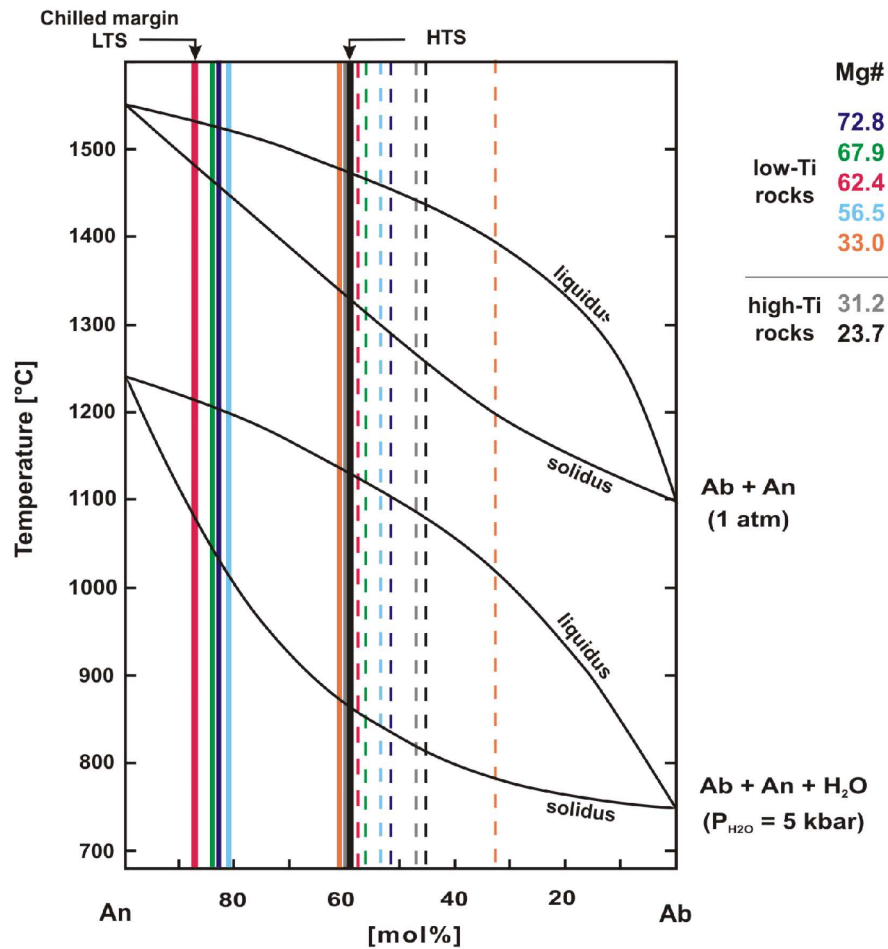 Chilled margin
LTS
HTS
Mg#
72.8
67.9
low-Ti rocks
62.4
56.5
33.0
high-Ti rocks
31.2
23.7
Temperature [°C]
1500
1400
1300
1200
1100
1000
900
800
700
liquidus
solidus
Ab + An
(1 atm)
liquidus
solidus
Ab + An + H₂O
(P_H2O = 5 kbar)
An
80
60
40
20
Ab
[mol%]